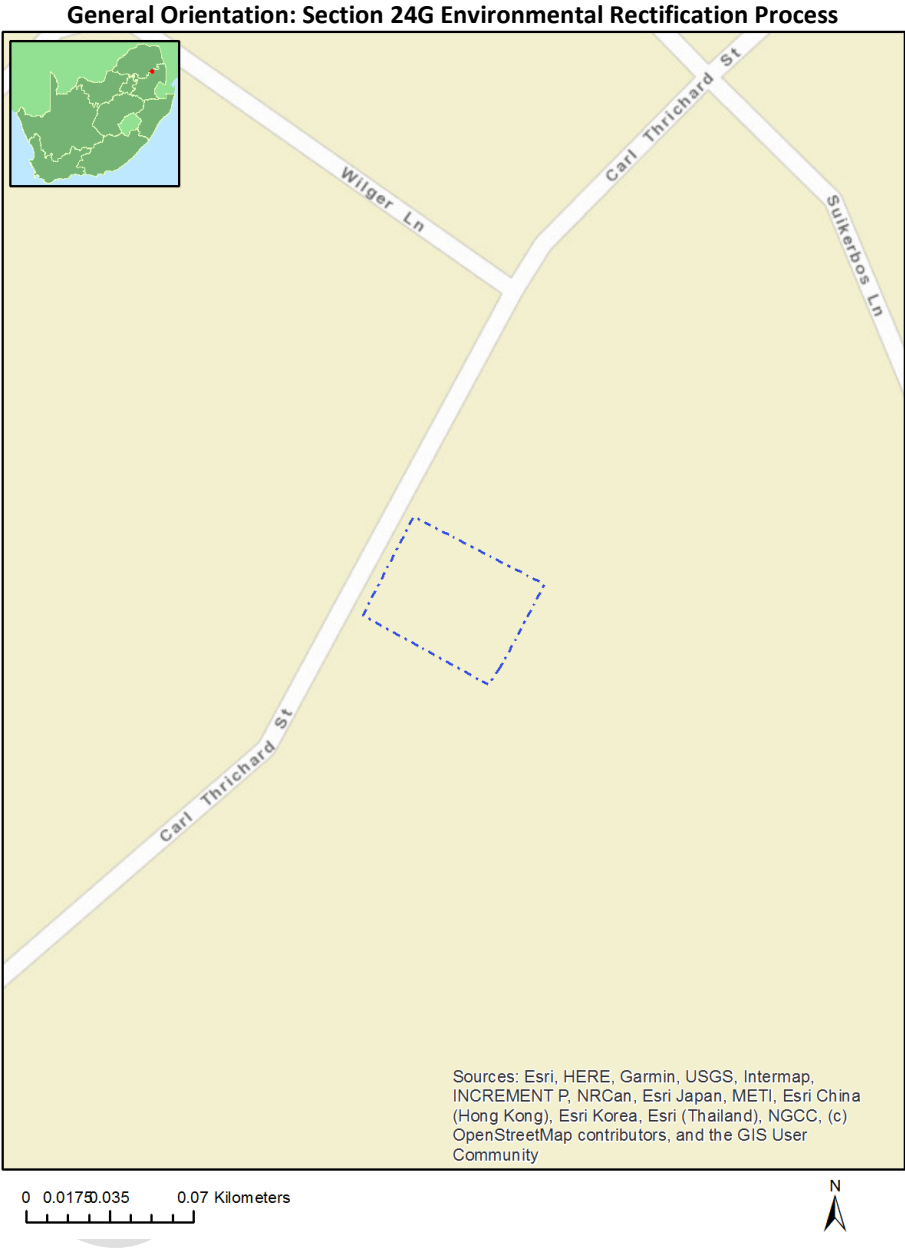 General Orientation: Section 24G Environmental Rectification Process
Carl Thrichard St
Wilger Ln
Suikerbos Ln
Carl Thrichard St
Sources: Esri, HERE, Garmin, USGS, Intermap,
INCREMENT P, NRCan, Esri Japan, METI, Esri China
(Hong Kong), Esri Korea, Esri (Thailand), NGCC, (c)
OpenStreetMap contributors, and the GIS User
Community
0 0.0175 0.035 0.07 Kilometers
N